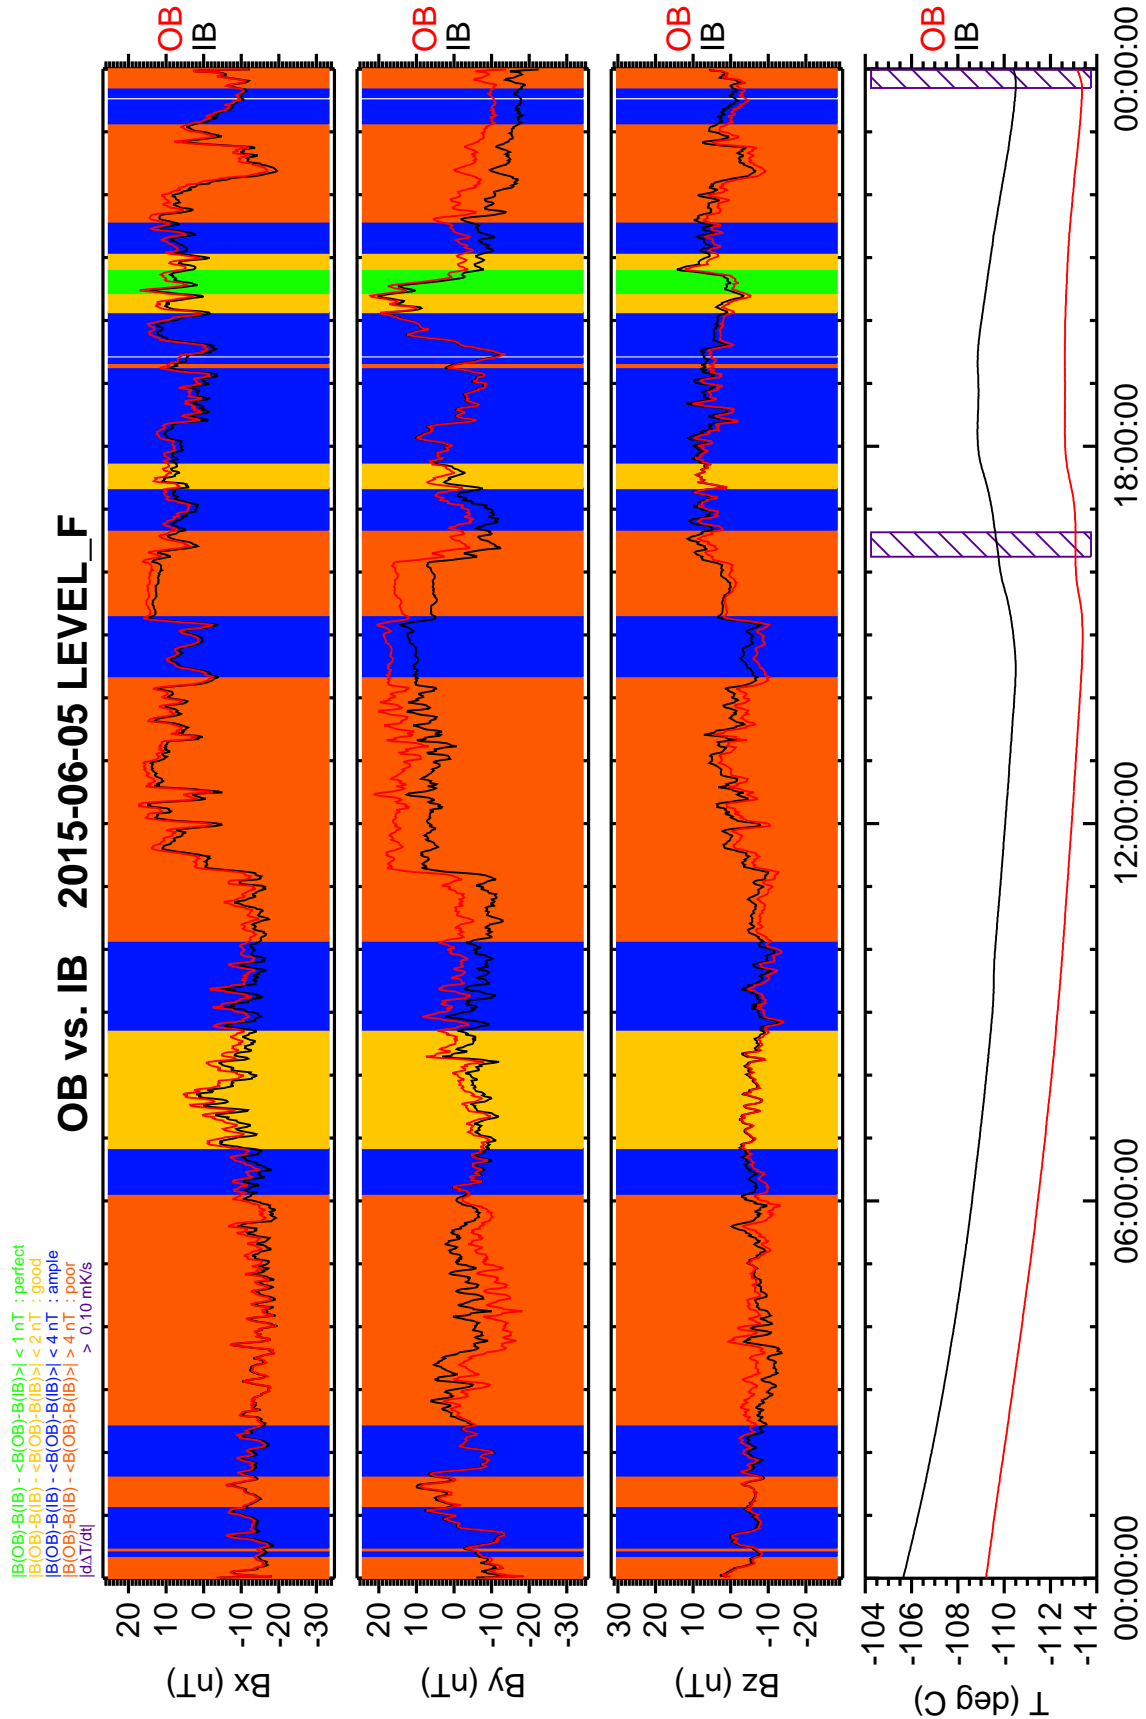 |B(OB)-B(IB) - <B(OB)-B(IB)>| < 1 nT : perfect
|B(OB)-B(IB) - <B(OB)-B(IB)>| < 2 nT : good
|B(OB)-B(IB) - <B(OB)-B(IB)>| < 4 nT : ample
|B(OB)-B(IB) - <B(OB)-B(IB)>| > 4 nT : poor
|dΔT/dt| > 0.10 mK/s
OB vs. IB 2015-06-05 LEVEL_F
Bx (nT)
20
10
0
-10
-20
-30
OB
IB
By (nT)
20
10
0
-10
-20
-30
OB
IB
Bz (nT)
30
20
10
0
-10
-20
OB
IB
T (deg C)
-104
-106
-108
-110
-112
-114
OB
IB
00:00:00
06:00:00
12:00:00
18:00:00
00:00:00